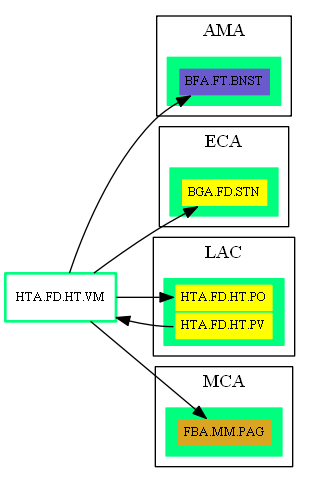 AMA
BFA.FT.BNST
ECA
BGA.FD.STN
LAC
HTA.FD.HT.VM
HTA.FD.HT.PO
HTA.FD.HT.PV
MCA
FBA.MM.PAG